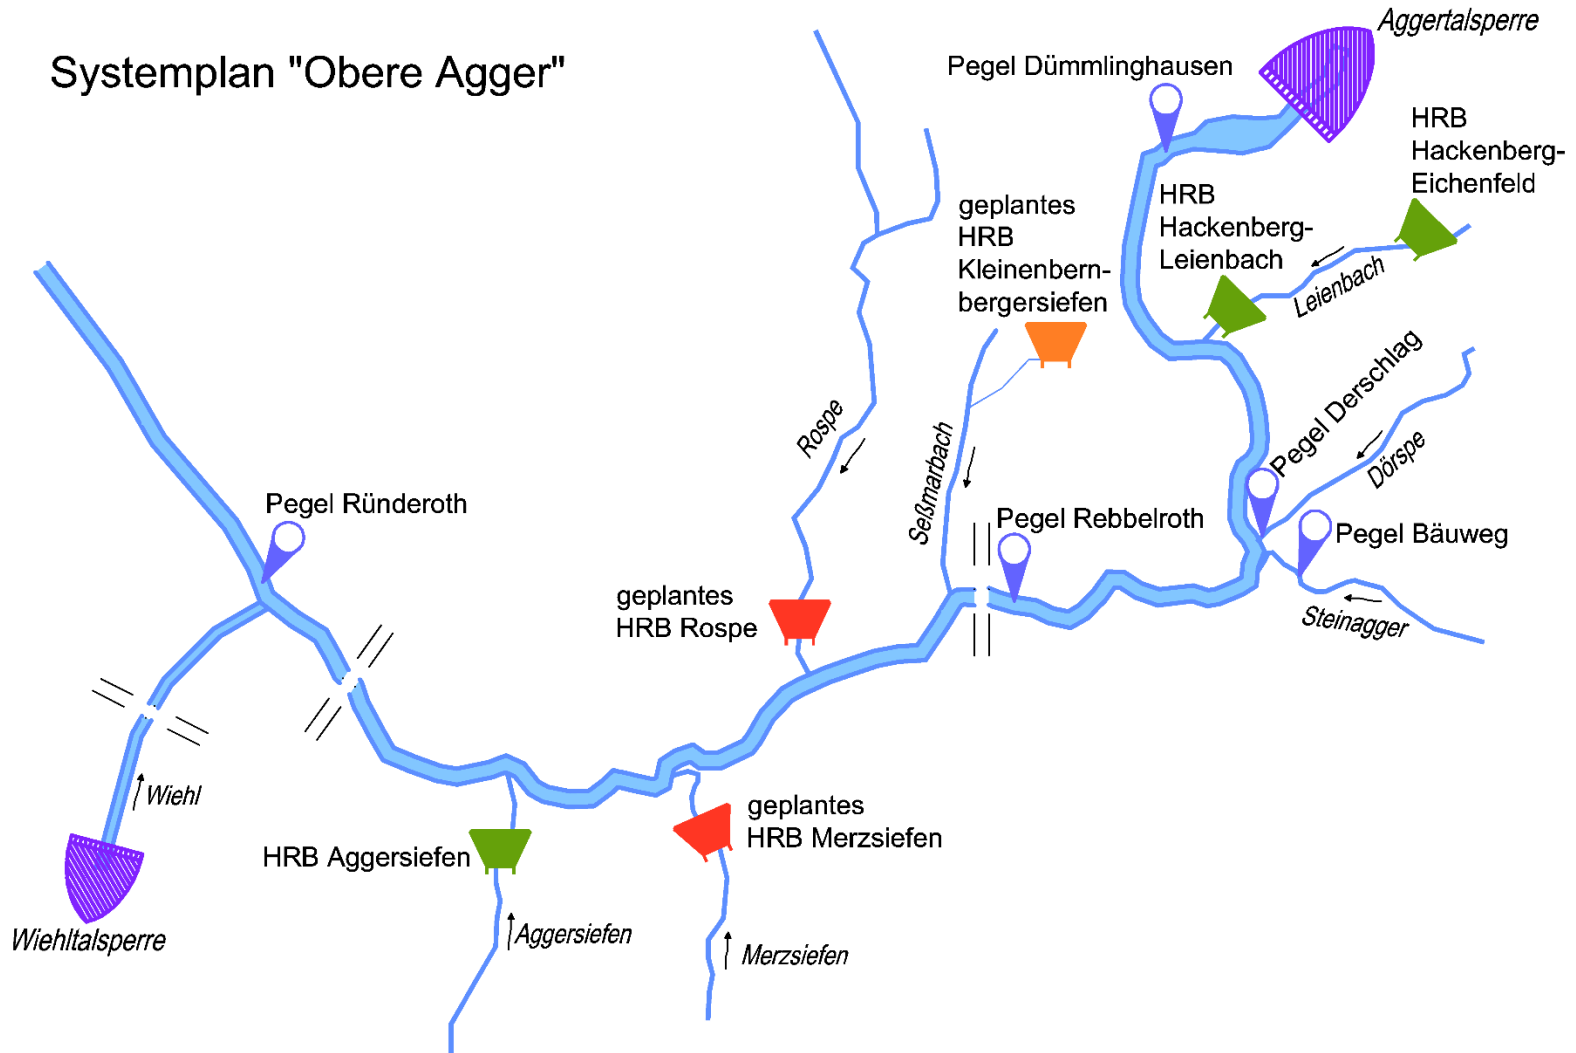 Systemplan "Obere Agger"
Aggertalsperre
Pegel Dümmlinghausen
HRB
Hackenberg-
Eichenfeld
HRB
Hackenberg-
Leienbach
geplantes
HRB
Kleinenbern-
bergersiefen
Leienbach
Pegel Derschlag
Dörspe
Rospe
Seßmarbach
Pegel Ründeroth
Pegel Rebbelroth
Pegel Bäuweg
geplantes
HRB Rospe
Steinagger
Wiehl
geplantes
HRB Merzsiefen
HRB Aggersiefen
Wiehltalsperre
Aggersiefen
Merzsiefen